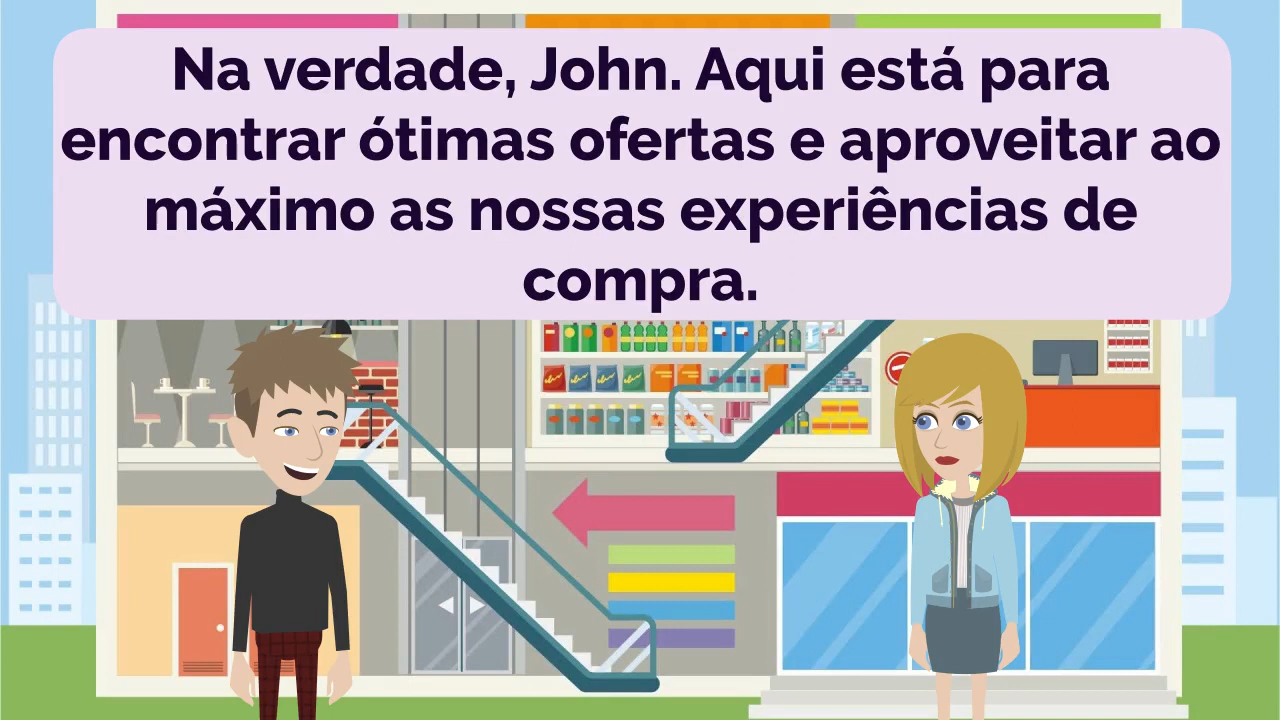 Na verdade, John. Aqui está para
encontrar ótimas ofertas e aproveitar ao
máximo as nossas experiências de
compra.